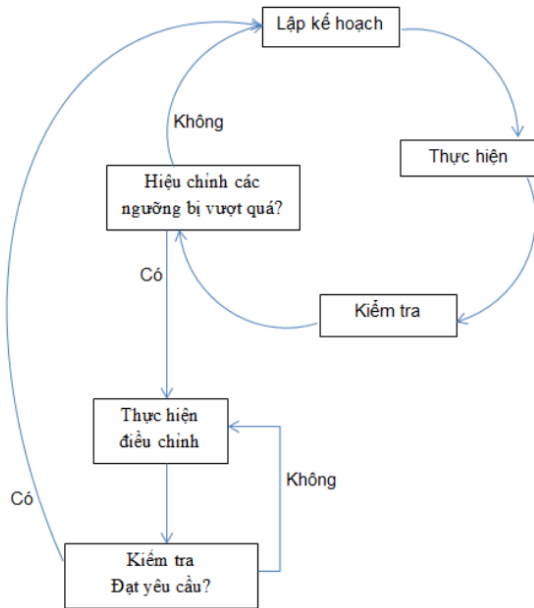 Lập kế hoạch
Không
Thực hiện
Hiệu chỉnh các
ngưỡng bị vượt quá?
Có
Kiểm tra
Thực hiện
điều chỉnh
Không
Có
Kiểm tra
Đạt yêu cầu?